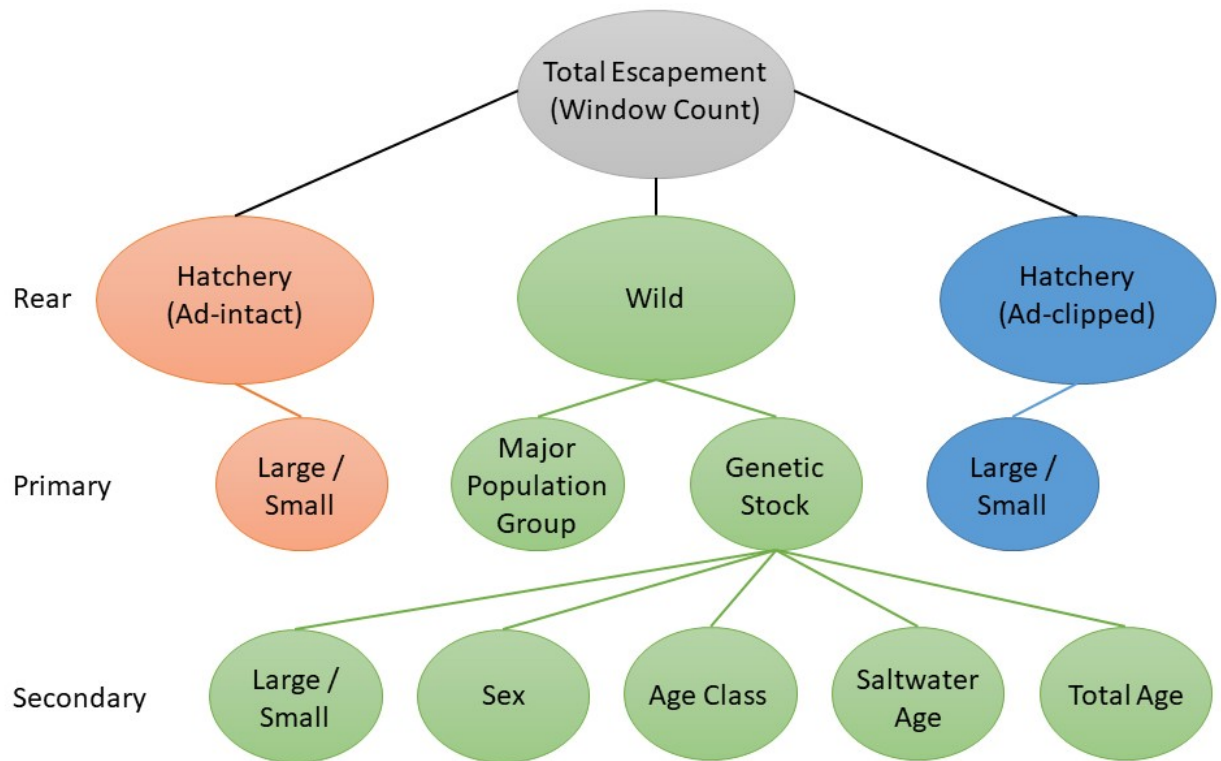 Total Escapement
(Window Count)
Rear
Hatchery
(Ad-intact)
Wild
Hatchery
(Ad-clipped)
Primary
Large /
Small
Major
Population
Group
Genetic
Stock
Large /
Small
Secondary
Large /
Small
Sex
Age Class
Saltwater
Age
Total Age